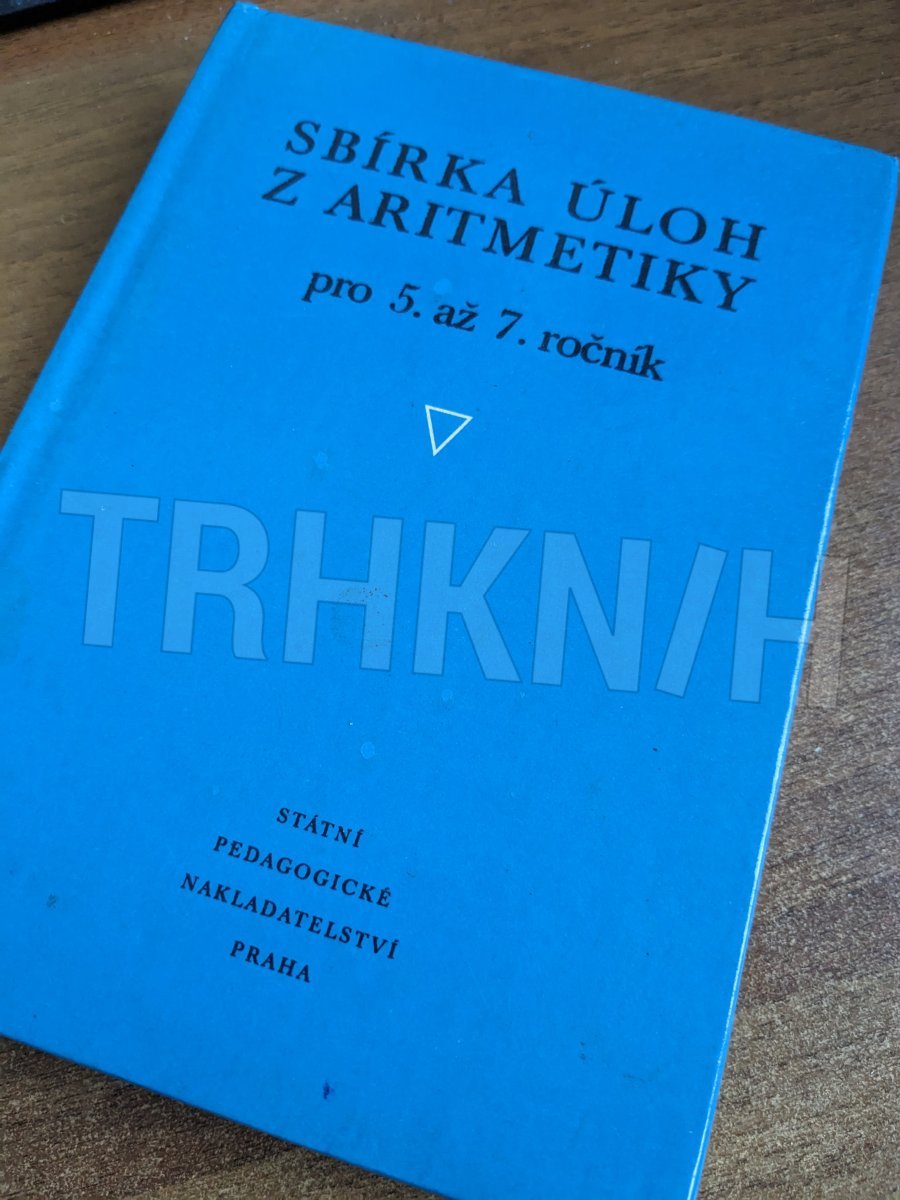 SBÍRKA ÚLOH
Z ARITMETIKY
pro 5. až 7. ročník
TRHKNIH
STÁTNÍ
PEDAGOGICKÉ
NAKLADATELSTVÍ
PRAHA